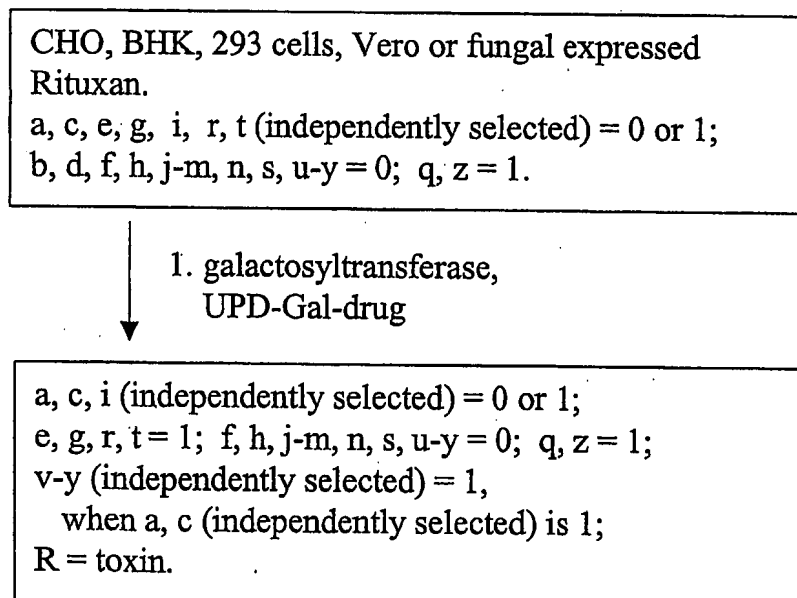 CHO, BHK, 293 cells, Vero or fungal expressed
Rituxan.
a, c, e, g, i, r, t (independently selected) = 0 or 1;
b, d, f, h, j-m, n, s, u-y = 0; q, z = 1.
1. galactosyltransferase,
UPD-Gal-drug
a, c, i (independently selected) = 0 or 1;
e, g, r, t = 1; f, h, j-m, n, s, u-y = 0; q, z = 1;
v-y (independently selected) = 1,
when a, c (independently selected) is 1;
R = toxin.